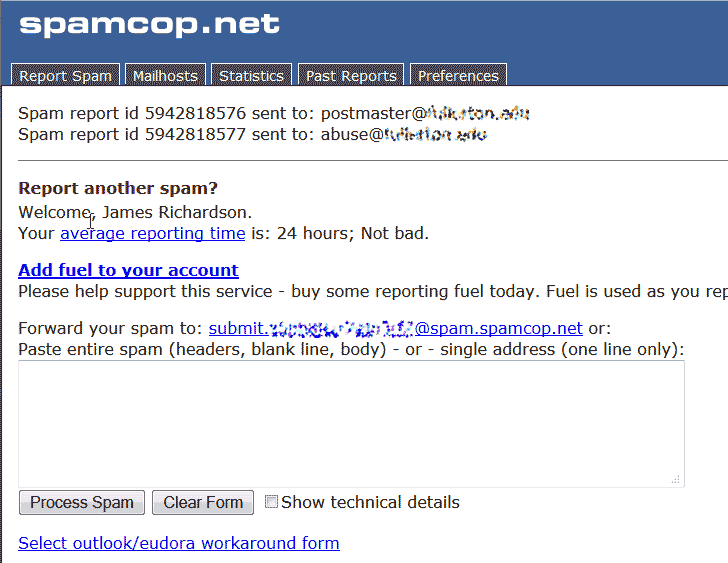 spamcop.net
Report Spam Mailhosts Statistics Past Reports Preferences
Spam report id 5942818576 sent to: postmaster@
Spam report id 5942818577 sent to: abuse@
Report another spam?
Welcome, James Richardson.
Your average reporting time is: 24 hours; Not bad.
Add fuel to your account
Please help support this service - buy some reporting fuel today. Fuel is used as you rep
Forward your spam to: submit. @spam.spamcop.net or:
Paste entire spam (headers, blank line, body) - or - single address (one line only):
Process Spam Clear Form Show technical details
Select outlook/eudora workaround form